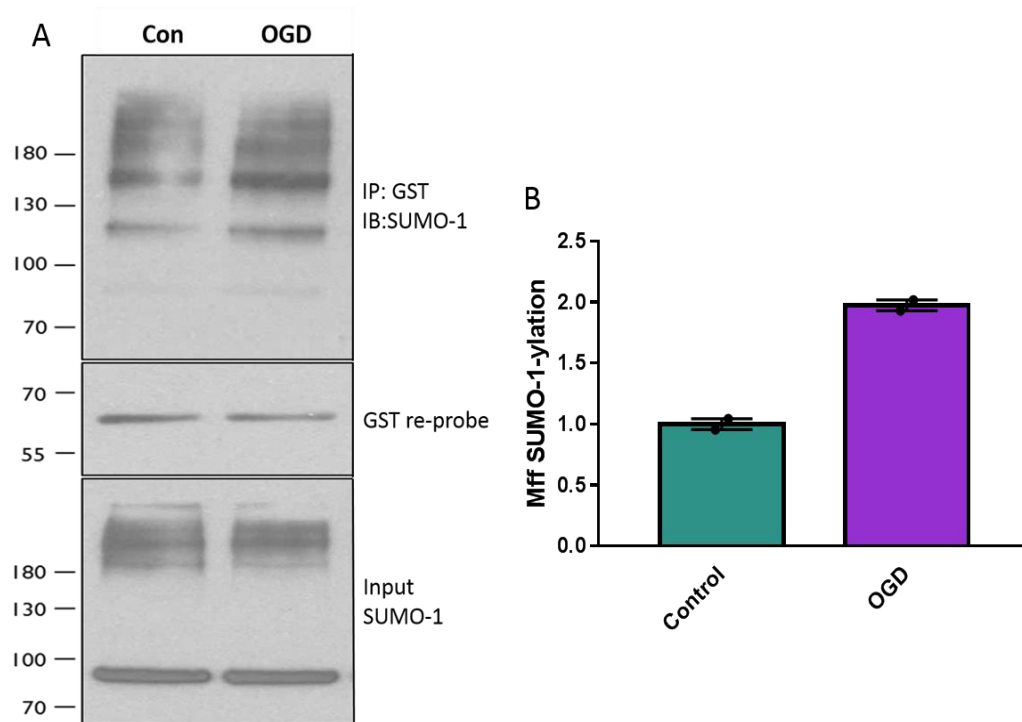 A
Con OGD
180
130
100
70
IP: GST
IB:SUMO-1
70
55
GST re-probe
180
130
100
70
Input
SUMO-1
B
Mff SUMO-1-ylation
2.5
2.0
1.5
1.0
0.5
0.0
Control
OGD